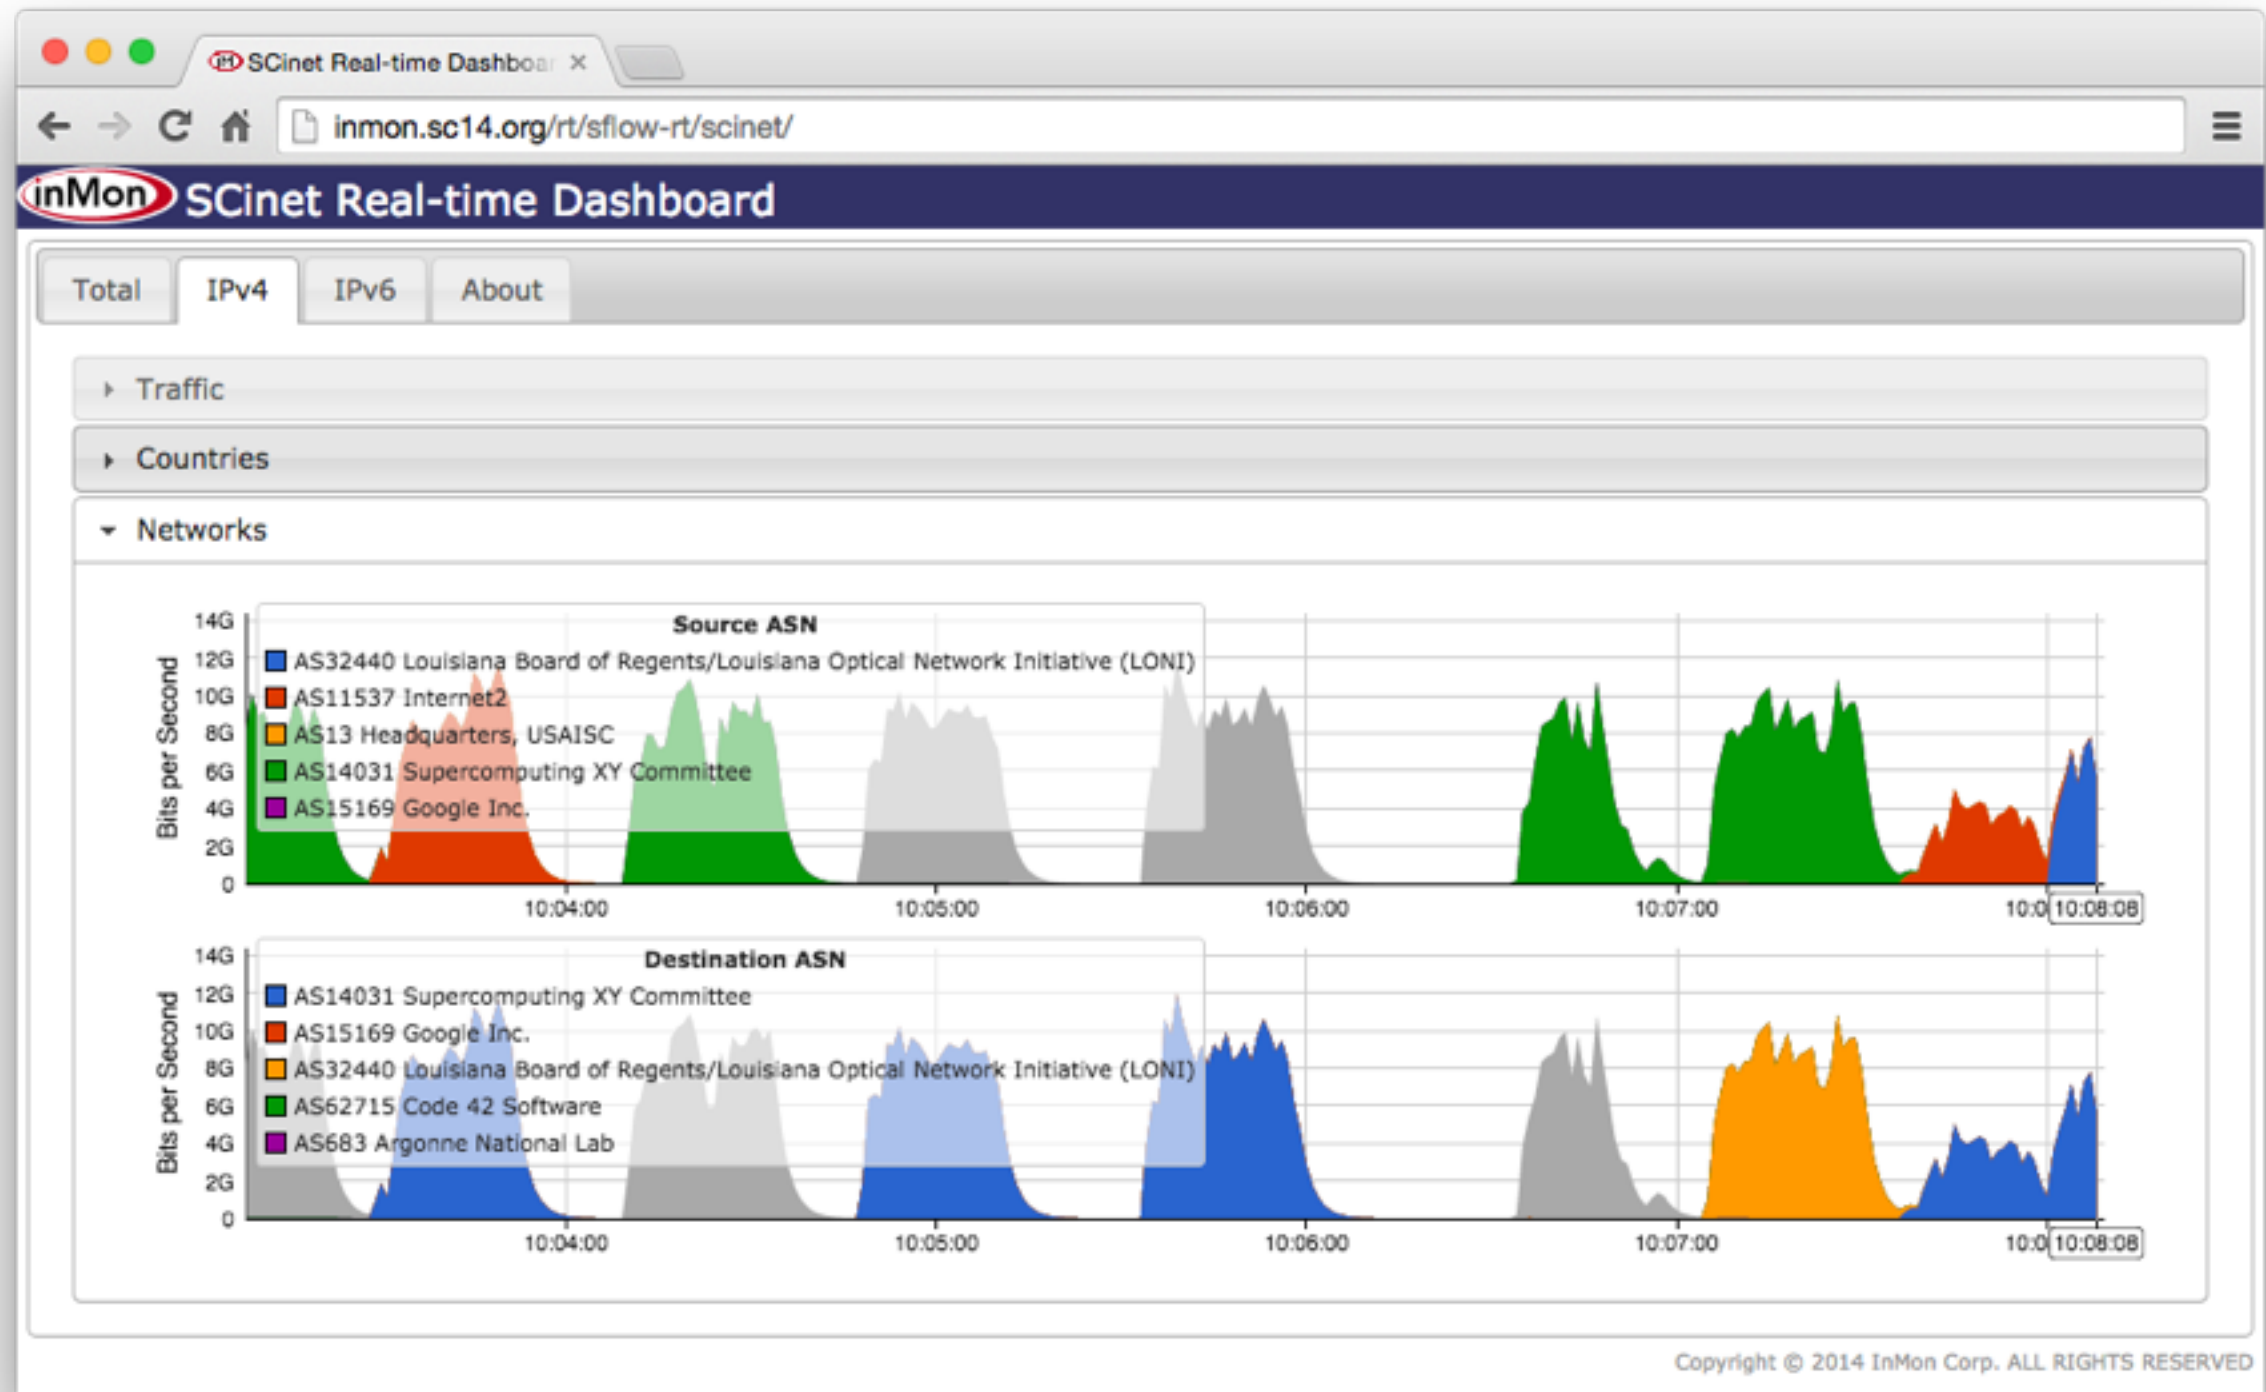 SCinet Real-time Dashboar
inmon.sc14.org/rt/sflow-rt/scinet/
inMon SCinet Real-time Dashboard
Total IPv4 IPv6 About
Traffic
Countries
Networks
Source ASN
AS32440 Louisiana Board of Regents/Louisiana Optical Network Initiative (LONI)
AS11537 Internet2
AS13 Headquarters, USAISC
AS14031 Supercomputing XY Committee
AS15169 Google Inc.
Bits per Second
14G
12G
10G
8G
6G
4G
2G
0
10:04:00 10:05:00 10:06:00 10:07:00 10:0 10:08:08
Destination ASN
AS14031 Supercomputing XY Committee
AS15169 Google Inc.
AS32440 Louisiana Board of Regents/Louisiana Optical Network Initiative (LONI)
AS62715 Code 42 Software
AS683 Argonne National Lab
Bits per Second
14G
12G
10G
8G
6G
4G
2G
0
10:04:00 10:05:00 10:06:00 10:07:00 10:0 10:08:08
Copyright © 2014 InMon Corp. ALL RIGHTS RESERVED